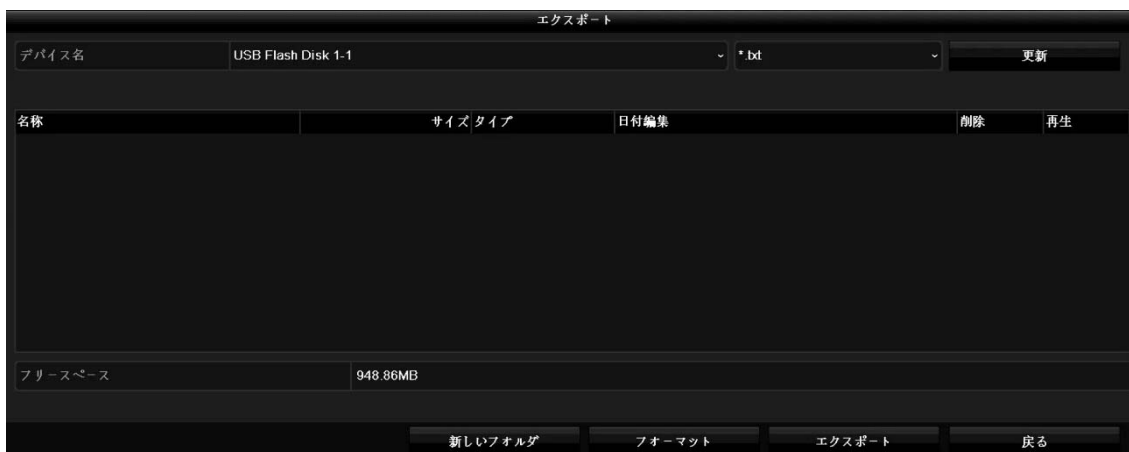 エクスポート
デバイス名 USB Flash Disk 1-1 *.txt 更新
名称 サイズ タイプ 日付編集 削除 再生
フリースペース 948.86MB
新しいフォルダ フォーマット エクスポート 戻る